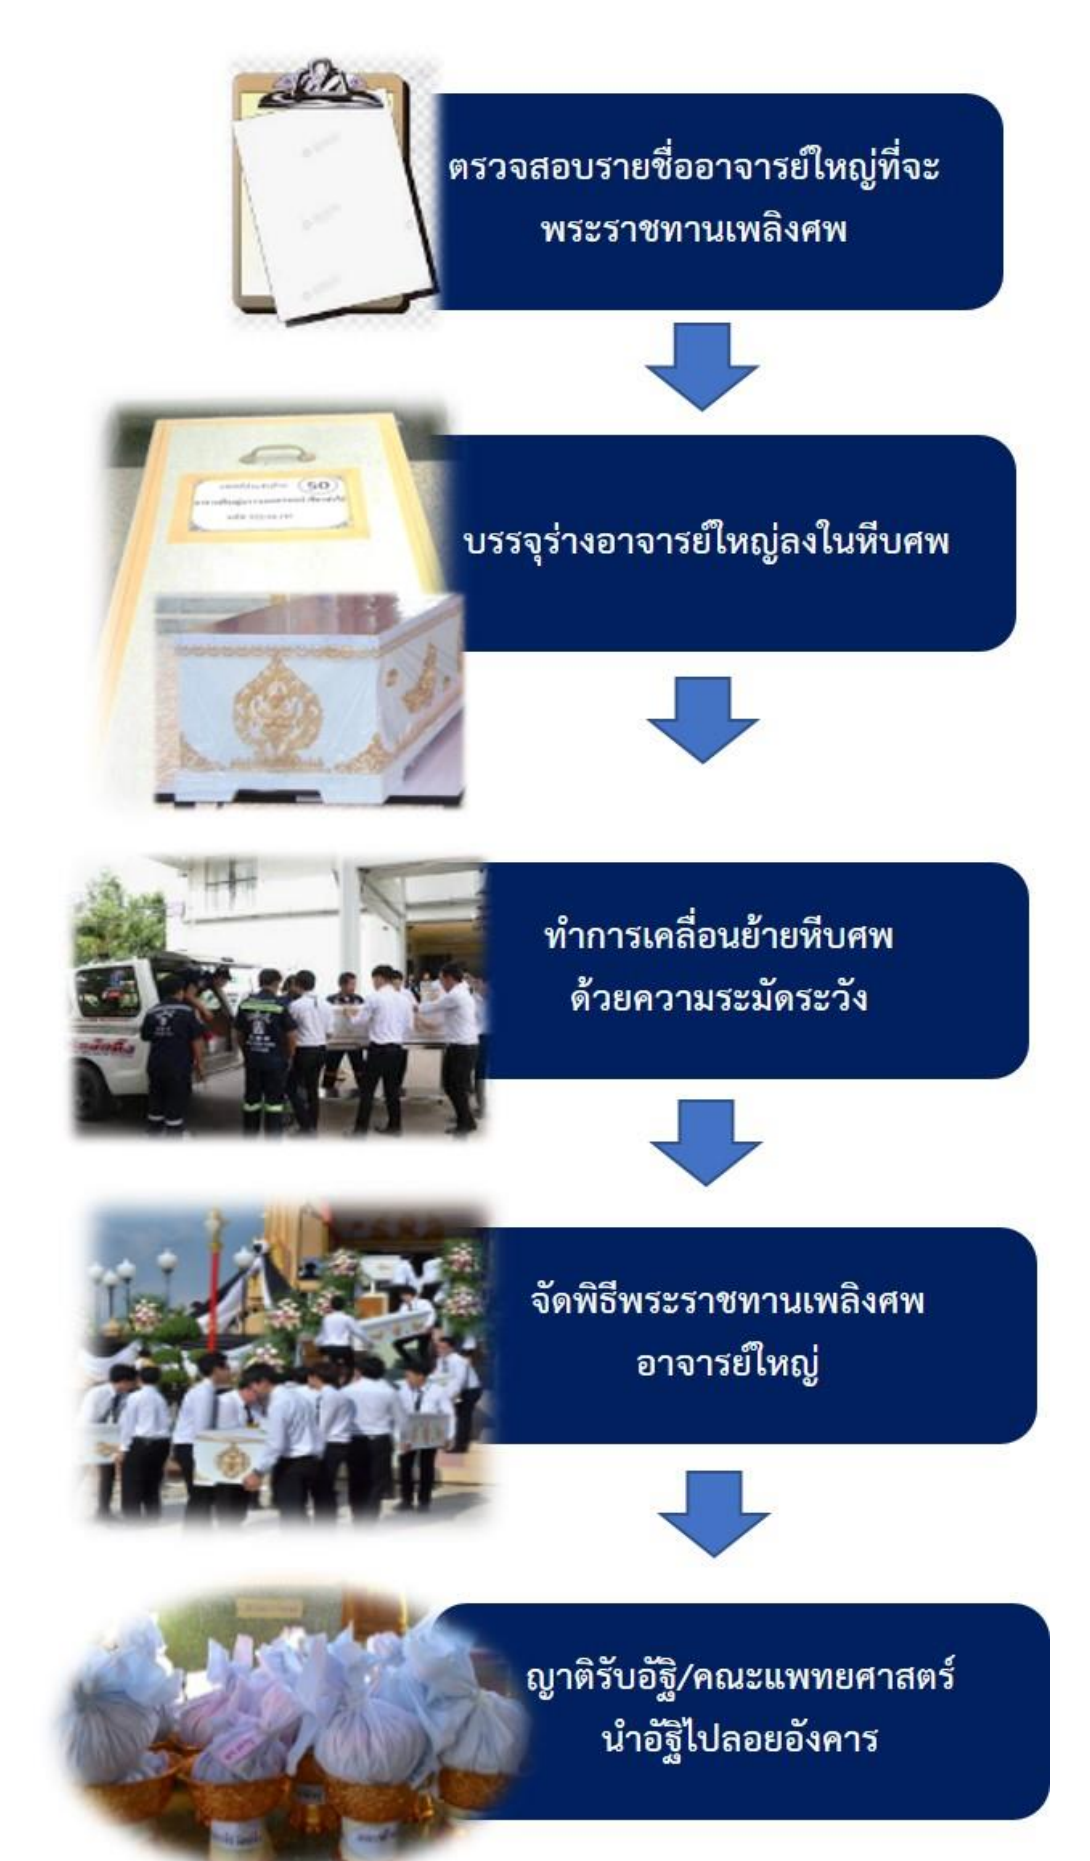 ตรวจสอบรายชื่ออาจารย์ใหญ่ที่จะ
พระราชทานเพลิงศพ
50
บรรจุร่างอาจารย์ใหญ่ลงในหีบศพ
ทำการเคลื่อนย้ายหีบศพ
ด้วยความระมัดระวัง
จัดพิธีพระราชทานเพลิงศพ
อาจารย์ใหญ่
ญาติรับอัฐิ/คณะแพทยศาสตร์
นำอัฐิไปลอยอังคาร